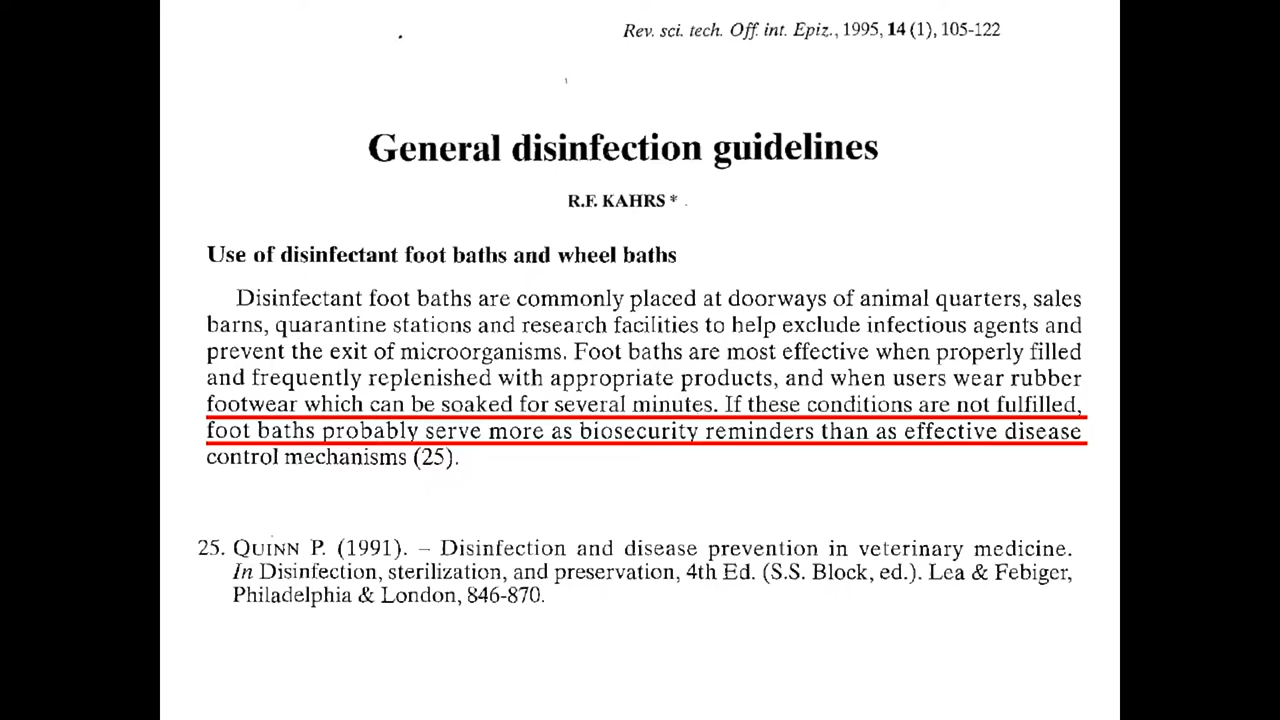 Rev. sci. tech. Off. int. Epiz., 1995, 14 (1), 105-122
General disinfection guidelines
R.F. KAHRS *
Use of disinfectant foot baths and wheel baths
Disinfectant foot baths are commonly placed at doorways of animal quarters, sales
barns, quarantine stations and research facilities to help exclude infectious agents and
prevent the exit of microorganisms. Foot baths are most effective when properly filled
and frequently replenished with appropriate products, and when users wear rubber
footwear which can be soaked for several minutes. If these conditions are not fulfilled,
foot baths probably serve more as biosecurity reminders than as effective disease
control mechanisms (25).
25. QUINN P. (1991). – Disinfection and disease prevention in veterinary medicine.
In Disinfection, sterilization, and preservation, 4th Ed. (S.S. Block, ed.). Lea & Febiger,
Philadelphia & London, 846-870.